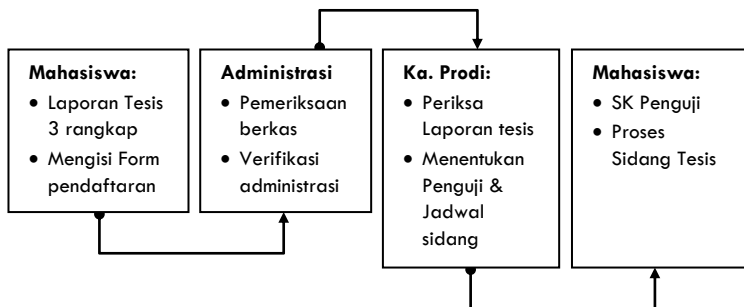 Mahasiswa:
• Laporan Tesis
3 rangkap
• Mengisi Form
pendaftaran
Administrasi
• Pemeriksaan
berkas
• Verifikasi
administrasi
Ka. Prodi:
• Periksa
Laporan tesis
• Menentukan
Penguji &
Jadwal
sidang
Mahasiswa:
• SK Penguji
• Proses
Sidang Tesis